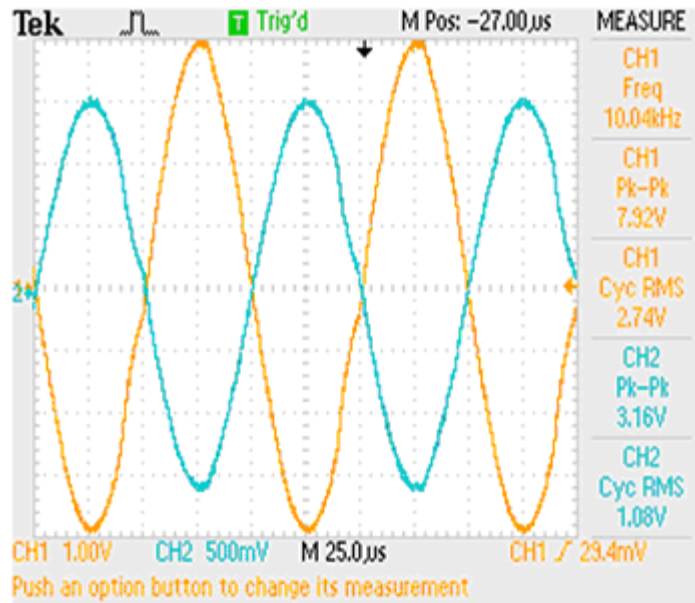 Tek T Trig'd M Pos: -27.00µs MEASURE
CH1
Freq
10.04kHz
CH1
Pk-Pk
7.92V
CH1
Cyc RMS
2.74V
CH2
Pk-Pk
3.16V
CH2
Cyc RMS
1.08V
2
CH1 1.00V CH2 500mV M 25.0µs CH1 29.4mV
Push an option button to change its measurement